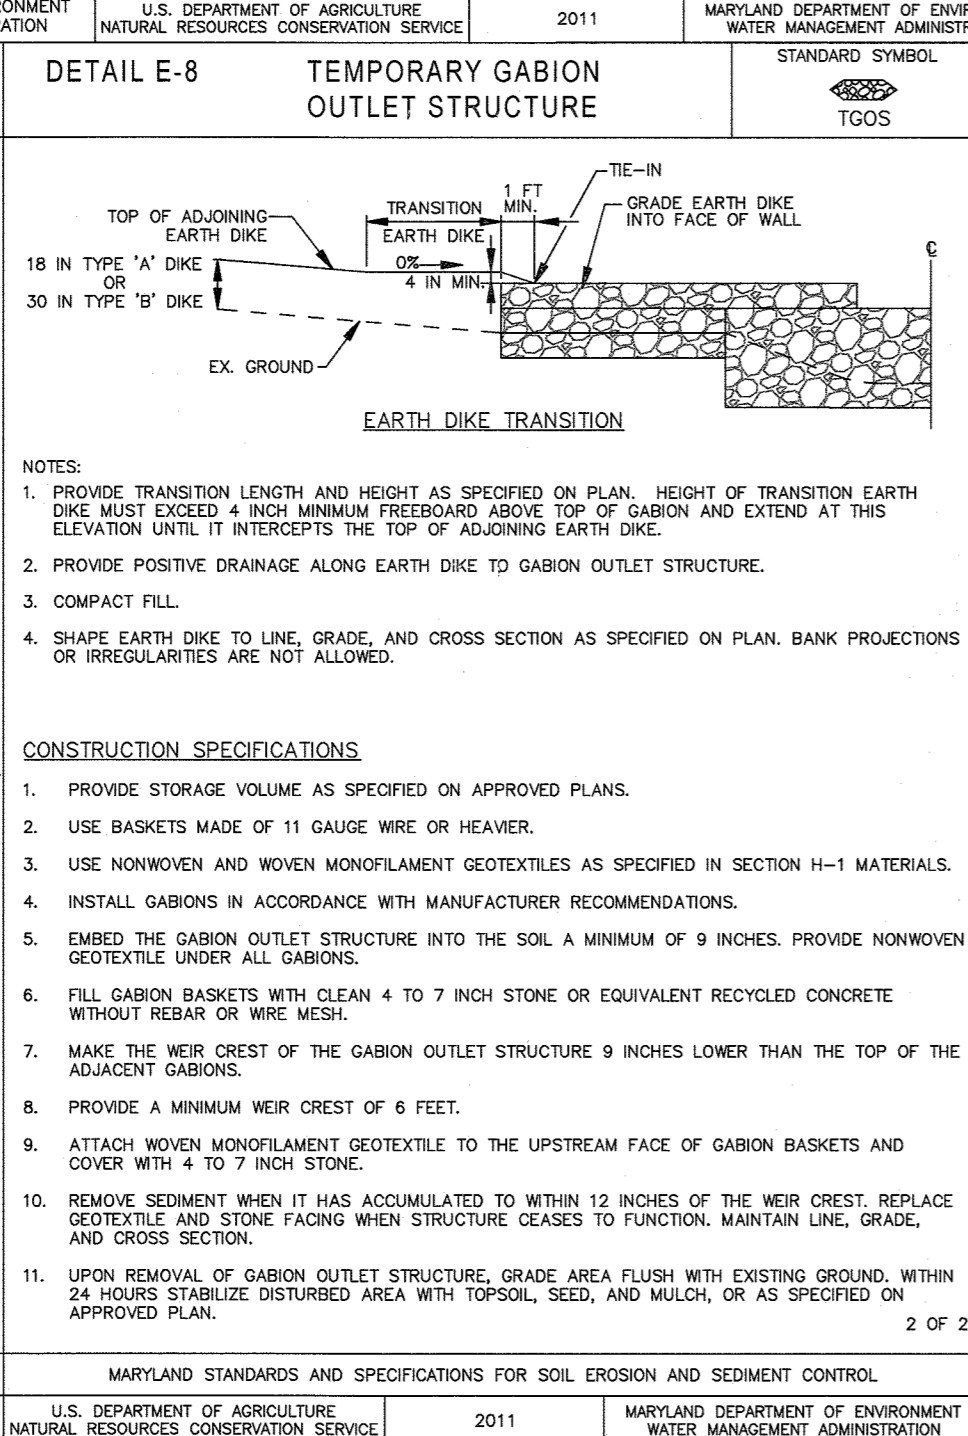 ONMENT
ATION
U.S. DEPARTMENT OF AGRICULTURE
NATURAL RESOURCES CONSERVATION SERVICE
2011
MARYLAND DEPARTMENT OF ENVI
WATER MANAGEMENT ADMINIST
DETAIL E-8
TEMPORARY GABION
OUTLET STRUCTURE
STANDARD SYMBOL
TGOS
TIE-IN
1 FT
MIN.
TRANSITION
EARTH DIKE
GRADE EARTH DIKE
INTO FACE OF WALL
TOP OF ADJOINING
EARTH DIKE
℄
18 IN TYPE 'A' DIKE
OR
30 IN TYPE 'B' DIKE
0%
4 IN MIN.
EX. GROUND
EARTH DIKE TRANSITION
NOTES:
1. PROVIDE TRANSITION LENGTH AND HEIGHT AS SPECIFIED ON PLAN. HEIGHT OF TRANSITION EARTH
DIKE MUST EXCEED 4 INCH MINIMUM FREEBOARD ABOVE TOP OF GABION AND EXTEND AT THIS
ELEVATION UNTIL IT INTERCEPTS THE TOP OF ADJOINING EARTH DIKE.
2. PROVIDE POSITIVE DRAINAGE ALONG EARTH DIKE TO GABION OUTLET STRUCTURE.
3. COMPACT FILL.
4. SHAPE EARTH DIKE TO LINE, GRADE, AND CROSS SECTION AS SPECIFIED ON PLAN. BANK PROJECTIONS
OR IRREGULARITIES ARE NOT ALLOWED.
CONSTRUCTION SPECIFICATIONS
1. PROVIDE STORAGE VOLUME AS SPECIFIED ON APPROVED PLANS.
2. USE BASKETS MADE OF 11 GAUGE WIRE OR HEAVIER.
3. USE NONWOVEN AND WOVEN MONOFILAMENT GEOTEXTILES AS SPECIFIED IN SECTION H-1 MATERIALS.
4. INSTALL GABIONS IN ACCORDANCE WITH MANUFACTURER RECOMMENDATIONS.
5. EMBED THE GABION OUTLET STRUCTURE INTO THE SOIL A MINIMUM OF 9 INCHES. PROVIDE NONWOVEN
GEOTEXTILE UNDER ALL GABIONS.
6. FILL GABION BASKETS WITH CLEAN 4 TO 7 INCH STONE OR EQUIVALENT RECYCLED CONCRETE
WITHOUT REBAR OR WIRE MESH.
7. MAKE THE WEIR CREST OF THE GABION OUTLET STRUCTURE 9 INCHES LOWER THAN THE TOP OF THE
ADJACENT GABIONS.
8. PROVIDE A MINIMUM WEIR CREST OF 6 FEET.
9. ATTACH WOVEN MONOFILAMENT GEOTEXTILE TO THE UPSTREAM FACE OF GABION BASKETS AND
COVER WITH 4 TO 7 INCH STONE.
10. REMOVE SEDIMENT WHEN IT HAS ACCUMULATED TO WITHIN 12 INCHES OF THE WEIR CREST. REPLACE
GEOTEXTILE AND STONE FACING WHEN STRUCTURE CEASES TO FUNCTION. MAINTAIN LINE, GRADE,
AND CROSS SECTION.
11. UPON REMOVAL OF GABION OUTLET STRUCTURE, GRADE AREA FLUSH WITH EXISTING GROUND. WITHIN
24 HOURS STABILIZE DISTURBED AREA WITH TOPSOIL, SEED, AND MULCH, OR AS SPECIFIED ON
APPROVED PLAN.
2 OF 2
MARYLAND STANDARDS AND SPECIFICATIONS FOR SOIL EROSION AND SEDIMENT CONTROL
U.S. DEPARTMENT OF AGRICULTURE
NATURAL RESOURCES CONSERVATION SERVICE
2011
MARYLAND DEPARTMENT OF ENVIRONMENT
WATER MANAGEMENT ADMINISTRATION